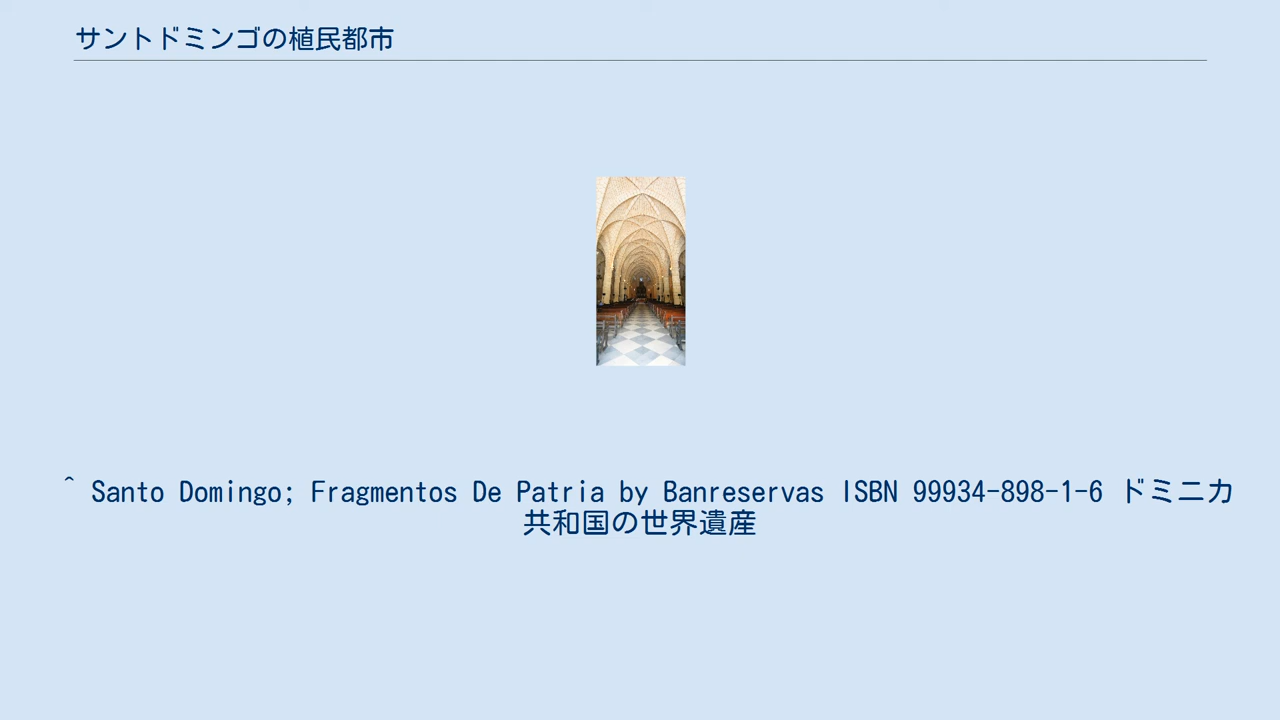 サントドミンゴの植民都市
^ Santo Domingo; Fragmentos De Patria by Banreservas ISBN 99934-898-1-6 ドミニカ
共和国の世界遺産